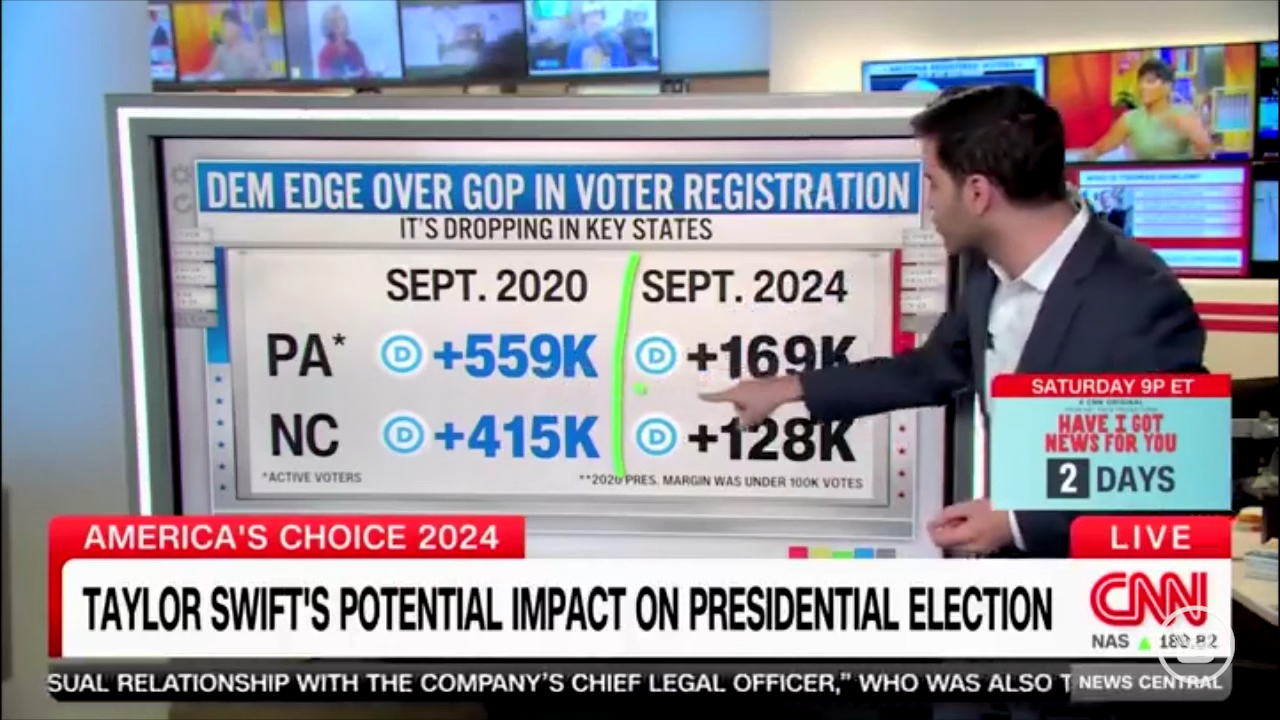 DEM EDGE OVER GOP IN VOTER REGISTRATION
IT'S DROPPING IN KEY STATES
SEPT. 2020 SEPT. 2024
PA* D +559K D +169K
NC D +415K D +128K
*ACTIVE VOTERS **2020 PRES. MARGIN WAS UNDER 100K VOTES
SATURDAY 9P ET
A CNN ORIGINAL
HAVE I GOT
NEWS FOR YOU
2 DAYS
AMERICA'S CHOICE 2024
LIVE
TAYLOR SWIFT'S POTENTIAL IMPACT ON PRESIDENTIAL ELECTION
CNN
NAS ▲
SUAL RELATIONSHIP WITH THE COMPANY'S CHIEF LEGAL OFFICER," WHO WAS ALSO T
NEWS CENTRAL